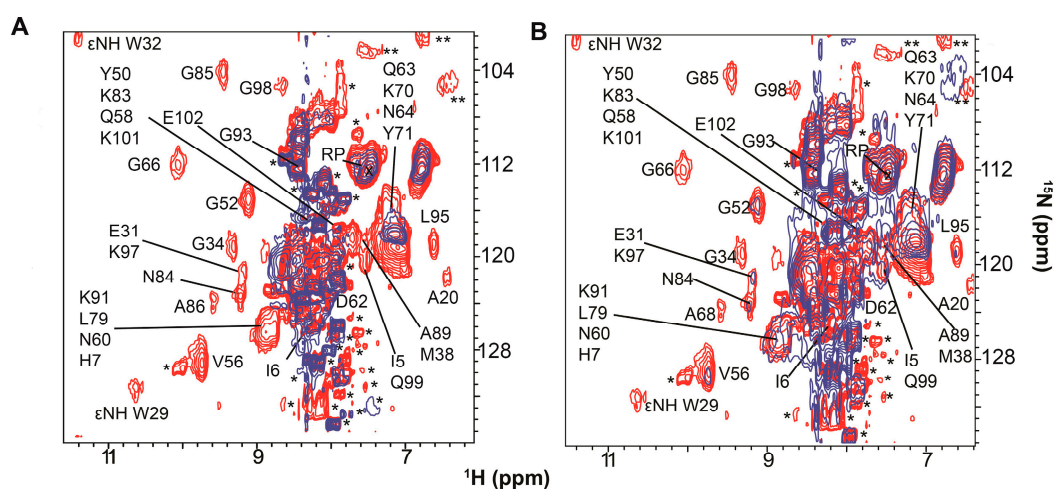 A
εNH W32
**
104
Y50
G85
Q63
K83
G98
K70
**
Q58
E102
N64
*
K101
G93
Y71
*
RP
112
G66
*
x
*
*
*
G52
L95
E31
G34
120
K97
*
N84
A20
A86
D62
K91
*
L79
A89
N60
*
M38
H7
*
I5
128
V56
I6
*
*
Q99
*
*
εNH W29
*
*
*
*
11
9
7
B
εNH W32
**
104
Y50
G85
Q63
K83
G98
K70
**
Q58
E102
N64
*
K101
G93
Y71
*
RP
112
G66
x
*
*
*
*
G52
L95
E31
G34
120
K97
*
N84
A20
A68
D62
K91
*
L79
A89
N60
*
M38
H7
*
I5
128
V56
I6
*
*
Q99
*
*
εNH W29
*
*
*
*
11
9
7
¹⁵N (ppm)
¹H (ppm)